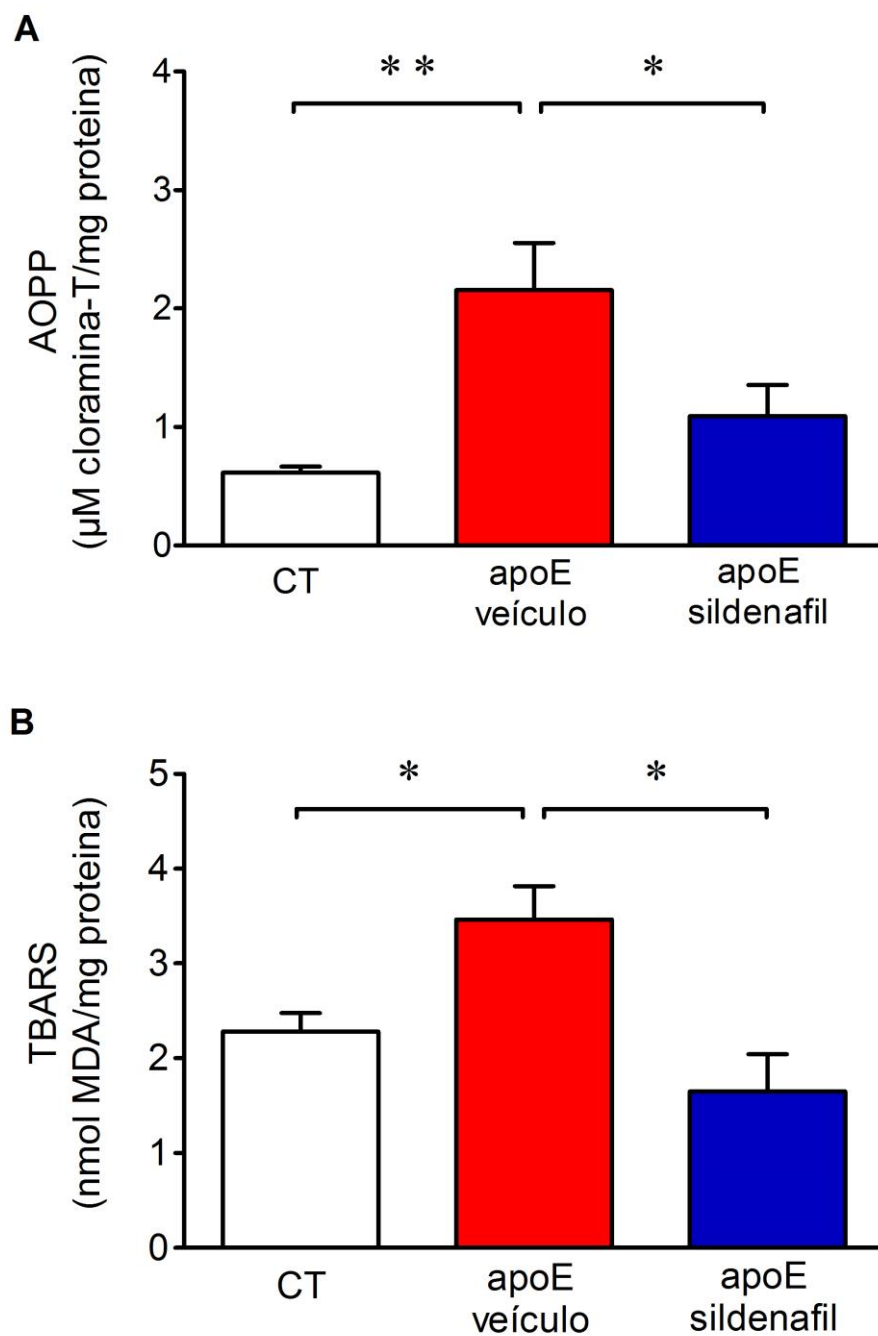 A
4
3
2
1
0
AOPP
(µM cloramina-T/mg proteina)
* *
*
CT
apoE
veículo
apoE
sildenafil
B
5
4
3
2
1
0
TBARS
(nmol MDA/mg proteina)
*
*
CT
apoE
veículo
apoE
sildenafil